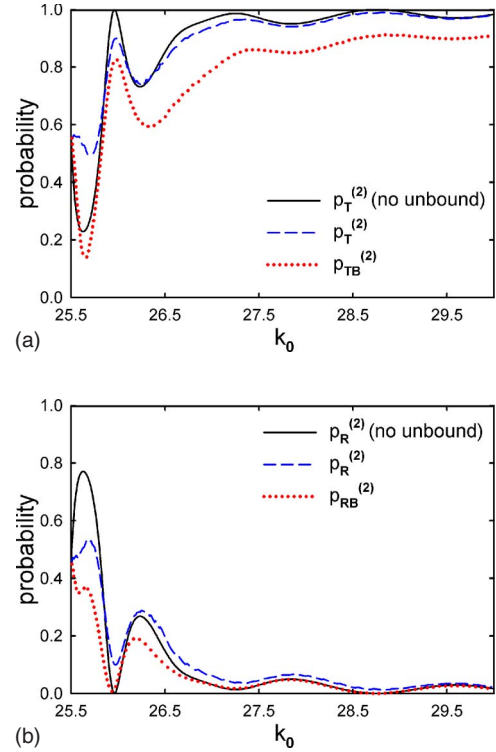 1.0
0.8
0.6
0.4
0.2
0.0
probability
p_T^(2) (no unbound)
p_T^(2)
p_TB^(2)
25.5 26.5 27.5 28.5 29.5
k_0
(a)
1.0
0.8
0.6
0.4
0.2
0.0
probability
p_R^(2) (no unbound)
p_R^(2)
p_RB^(2)
25.5 26.5 27.5 28.5 29.5
k_0
(b)